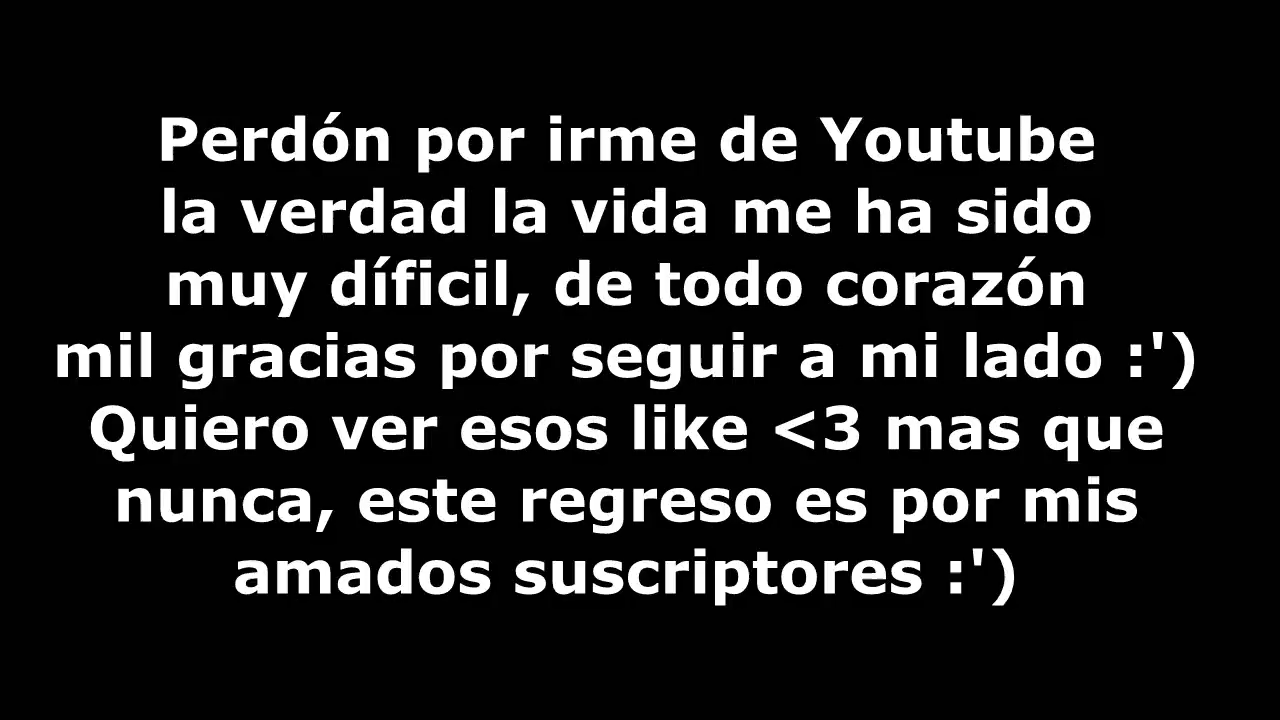 Perdón por irme de Youtube
la verdad la vida me ha sido
muy díficil, de todo corazón
mil gracias por seguir a mi lado :')
Quiero ver esos like <3 mas que
nunca, este regreso es por mis
amados suscriptores :')